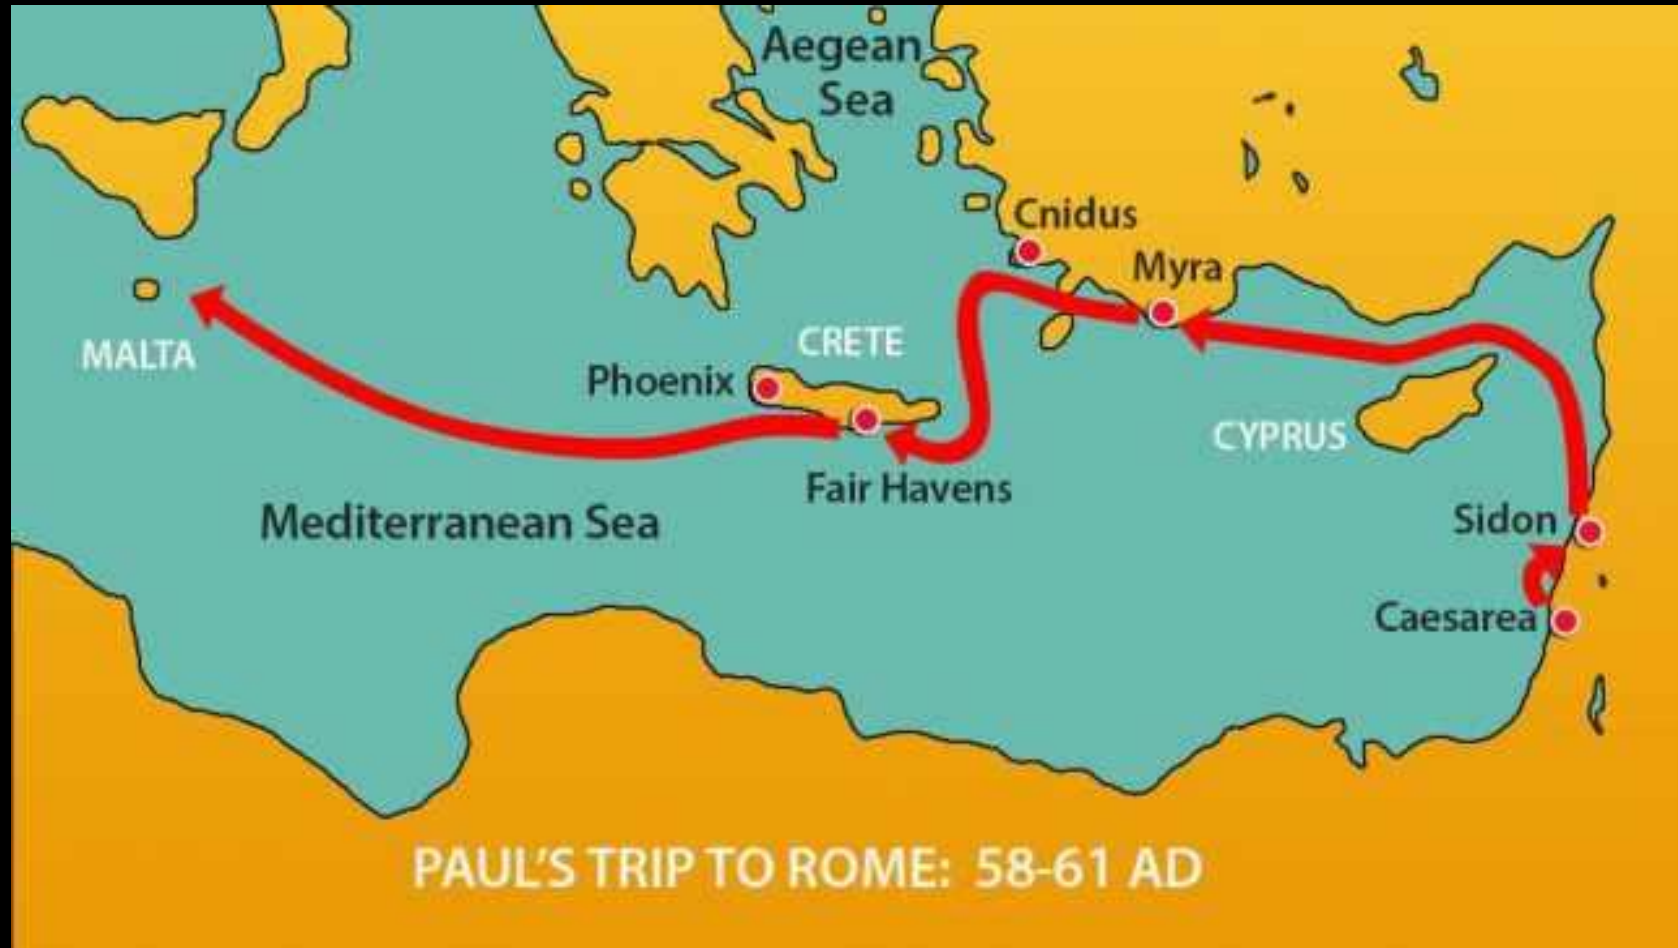 Aegean
Sea
Cnidus
Myra
CRETE
MALTA
Phoenix
CYPRUS
Fair Havens
Mediterranean Sea
Sidon
Caesarea
PAUL'S TRIP TO ROME: 58-61 AD